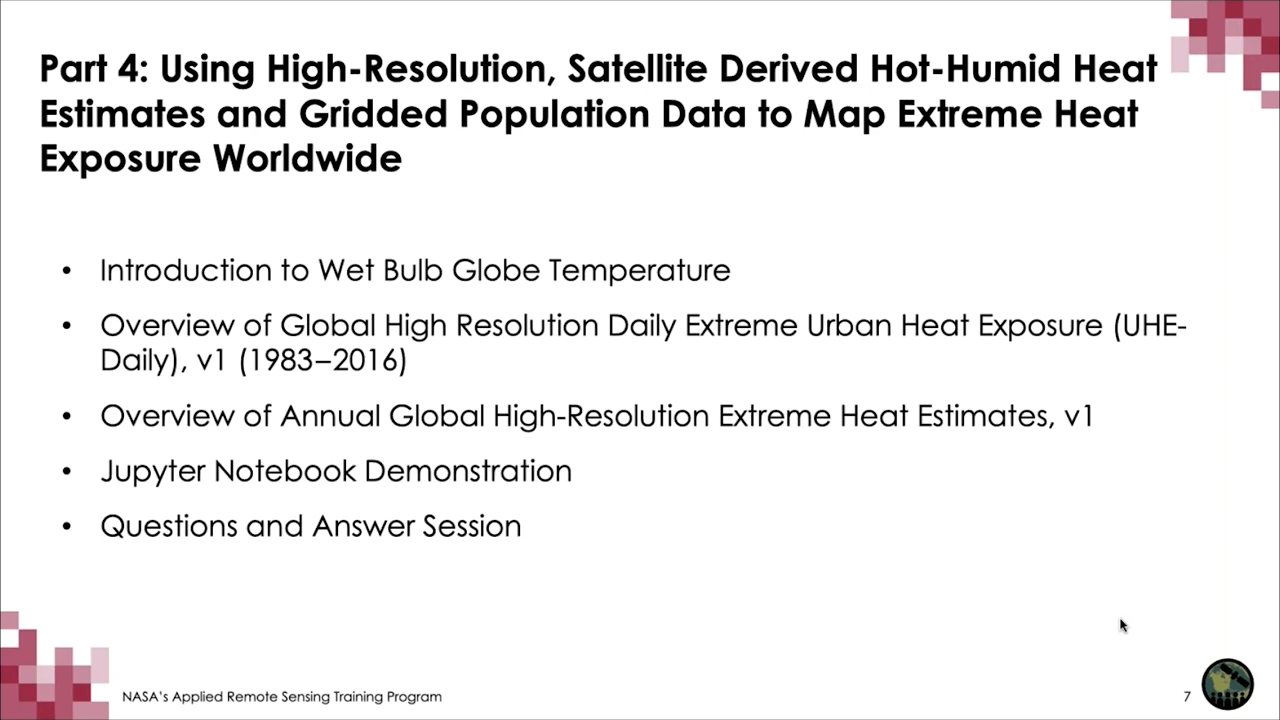 Part 4: Using High-Resolution, Satellite Derived Hot-Humid Heat
Estimates and Gridded Population Data to Map Extreme Heat
Exposure Worldwide
• Introduction to Wet Bulb Globe Temperature
• Overview of Global High Resolution Daily Extreme Urban Heat Exposure (UHE-
Daily), v1 (1983–2016)
• Overview of Annual Global High-Resolution Extreme Heat Estimates, v1
• Jupyter Notebook Demonstration
• Questions and Answer Session
NASA's Applied Remote Sensing Training Program
7